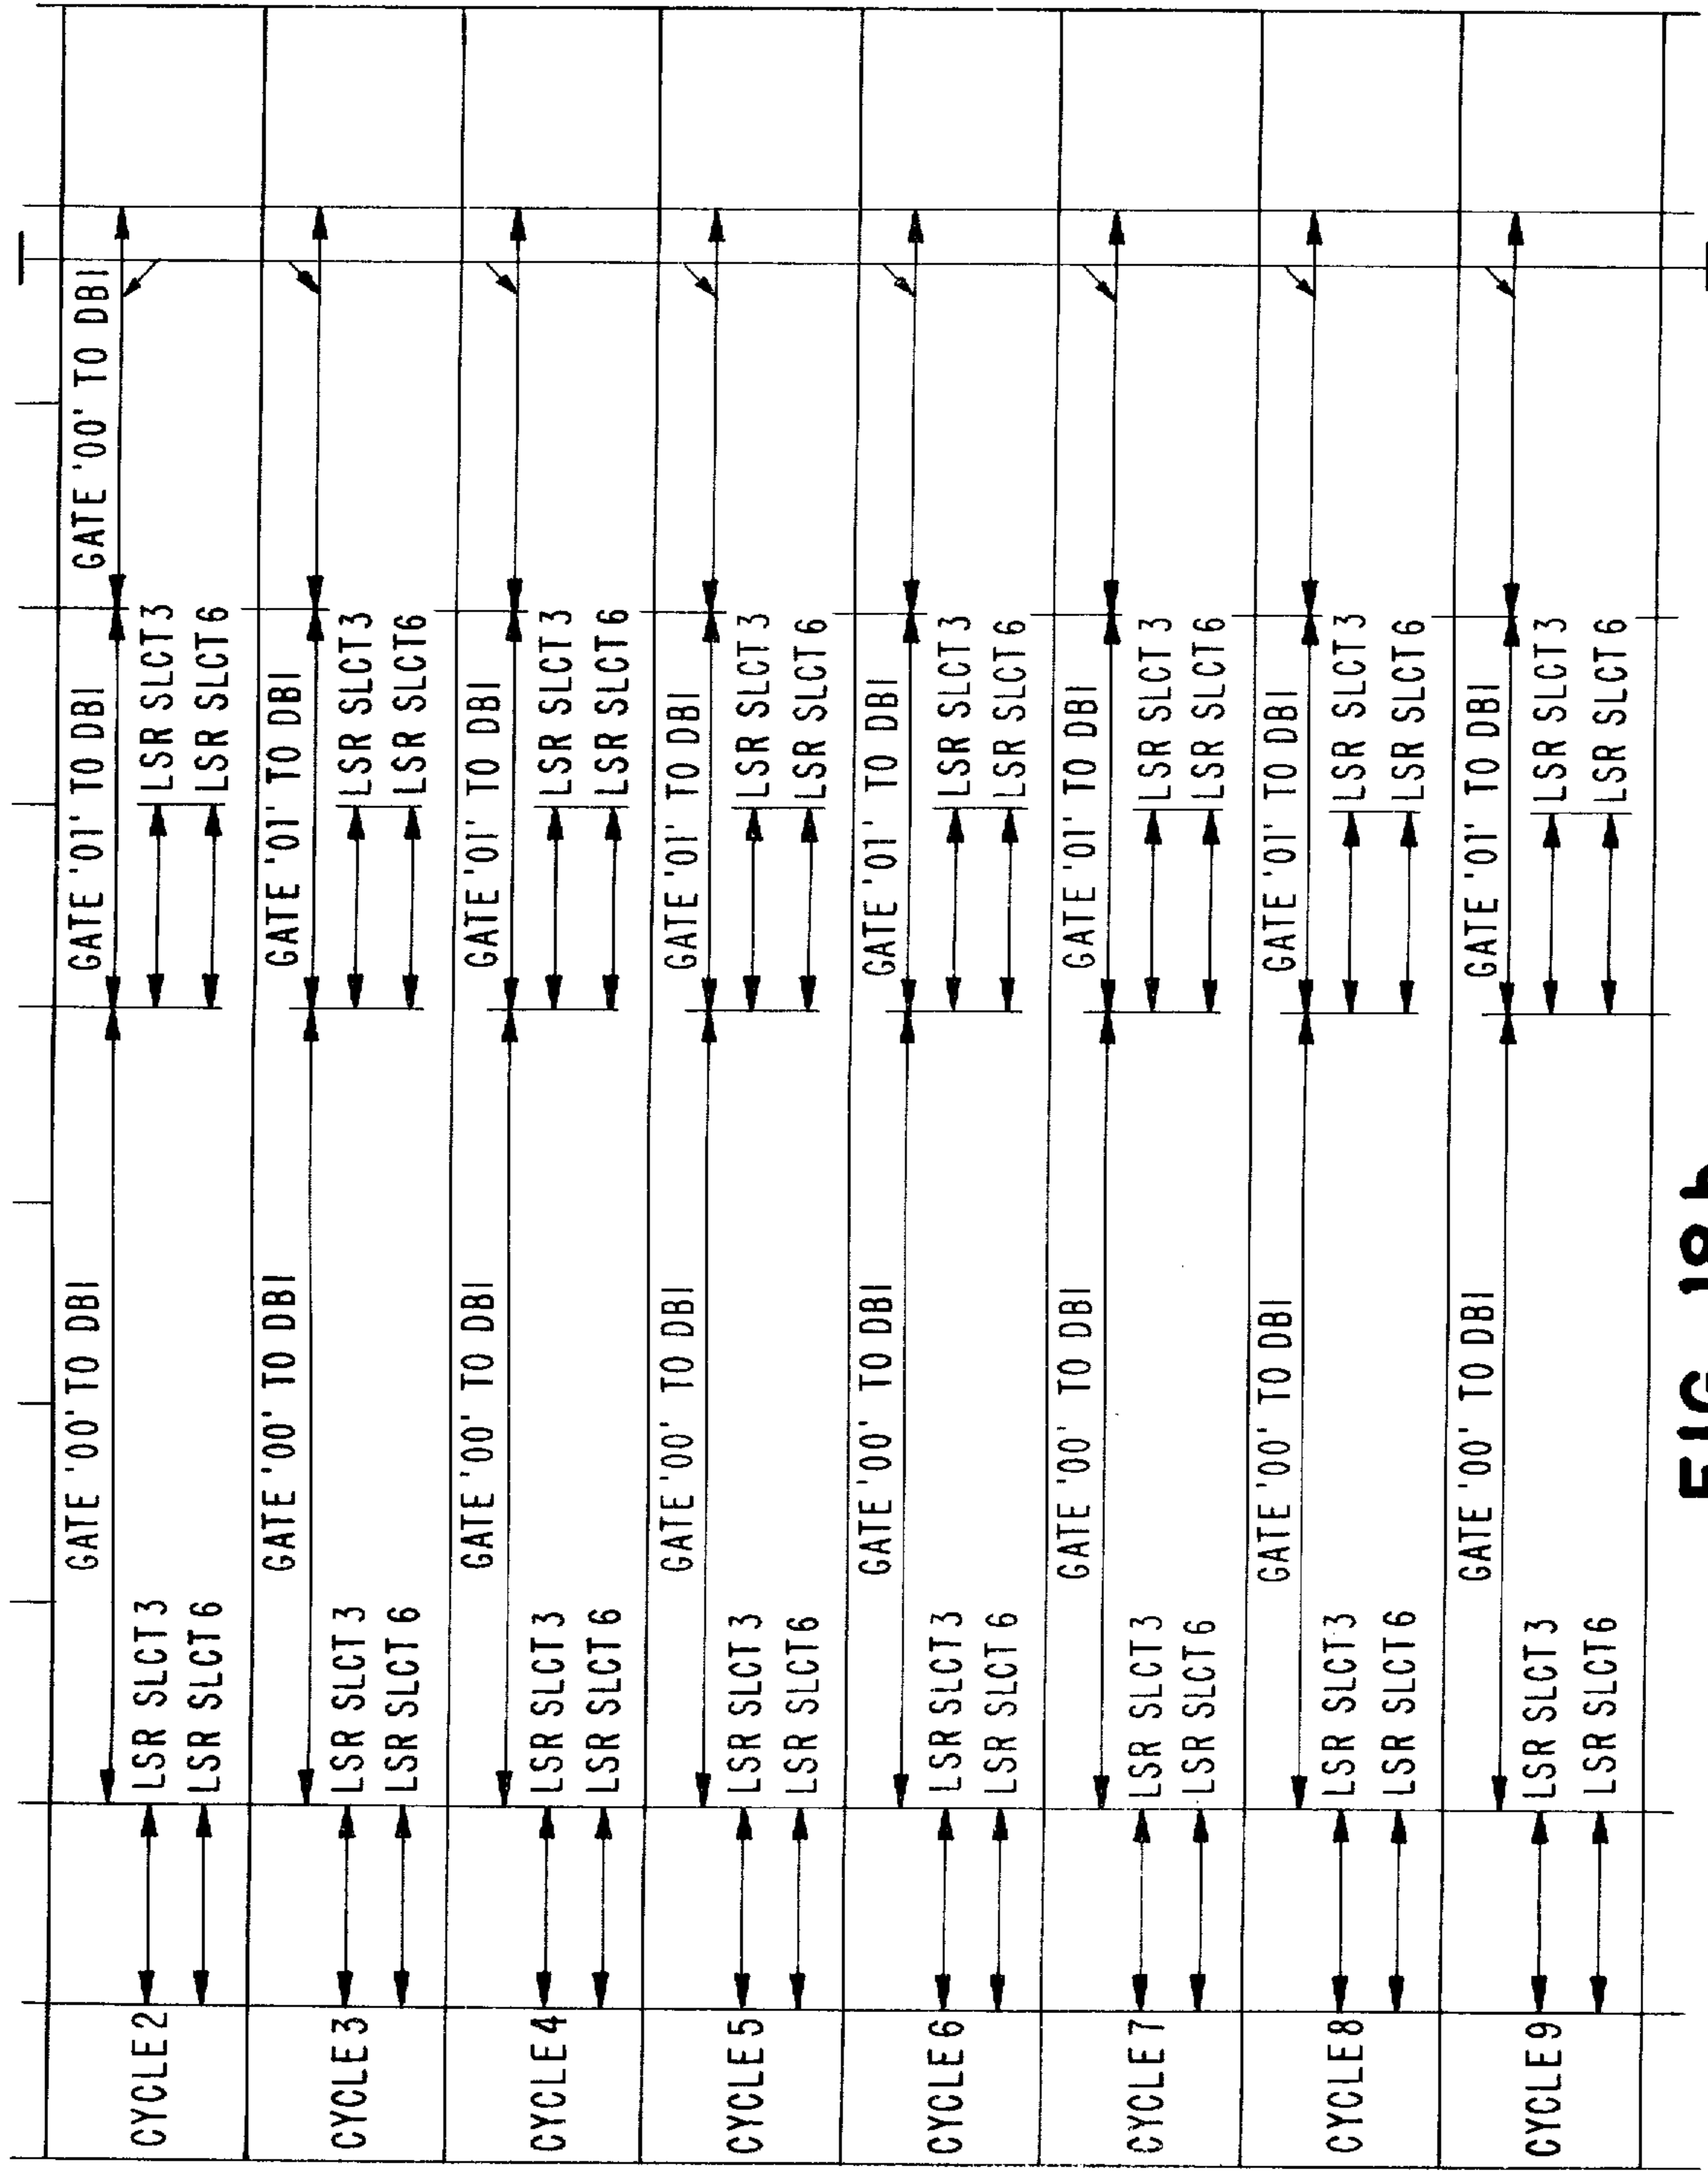 CYCLE 2
GATE '00' TO DBI
GATE '01' TO DBI
GATE '00' TO DBI
LSR SLCT 3
LSR SLCT 3
LSR SLCT 6
LSR SLCT 6
CYCLE 3
GATE '00' TO DBI
GATE '01' TO DBI
LSR SLCT 3
LSR SLCT 3
LSR SLCT 6
LSR SLCT 6
CYCLE 4
GATE '00' TO DBI
GATE '01' TO DBI
LSR SLCT 3
LSR SLCT 3
LSR SLCT 6
LSR SLCT 6
CYCLE 5
GATE '00' TO DBI
GATE '01' TO DBI
LSR SLCT 3
LSR SLCT 3
LSR SLCT 6
LSR SLCT 6
CYCLE 6
GATE '00' TO DBI
GATE '01' TO DBI
LSR SLCT 3
LSR SLCT 3
LSR SLCT 6
LSR SLCT 6
CYCLE 7
GATE '00' TO DBI
GATE '01' TO DBI
LSR SLCT 3
LSR SLCT 3
LSR SLCT 6
LSR SLCT 6
CYCLE 8
GATE '00' TO DBI
GATE '01' TO DBI
LSR SLCT 3
LSR SLCT 3
LSR SLCT 6
LSR SLCT 6
CYCLE 9
GATE '00' TO DBI
GATE '01' TO DBI
LSR SLCT 3
LSR SLCT 3
LSR SLCT 6
LSR SLCT 6
FIG. 18b